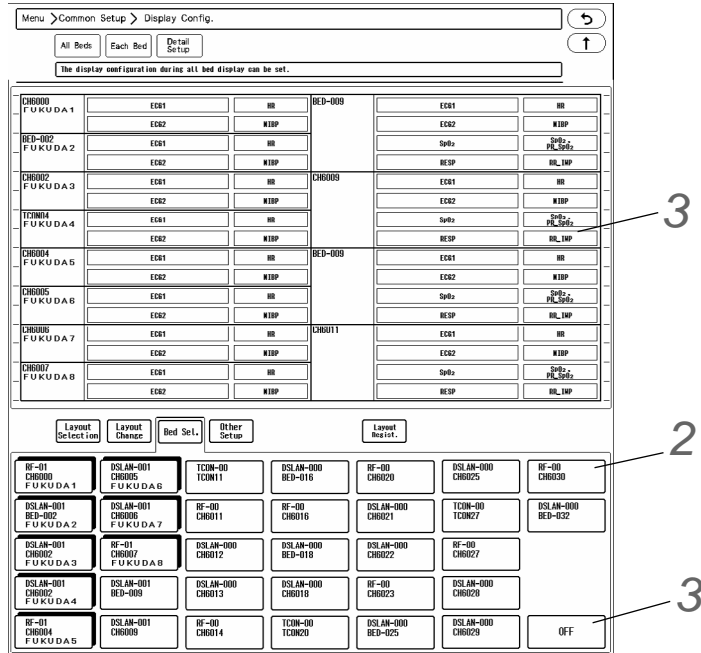 Menu > Common Setup > Display Config.
All Beds Each Bed Detail Setup
The display configuration during all bed display can be set.
CH6000 FUKUDA1 ECG1 HR BED-009 ECG1 HR
ECG2 NIBP ECG2 NIBP
BED-002 FUKUDA2 ECG1 HR SpO2 SpO2, PR_SpO2
ECG2 NIBP RESP RR_IMP
CH6002 FUKUDA3 ECG1 HR CH6009 ECG1 HR
ECG2 NIBP ECG2 NIBP
TCON04 FUKUDA4 ECG1 HR SpO2 SpO2, PR_SpO2
ECG2 NIBP RESP RR_IMP
3
CH6004 FUKUDA5 ECG1 HR BED-009 ECG1 HR
ECG2 NIBP ECG2 NIBP
CH6005 FUKUDA6 ECG1 HR SpO2 SpO2, PR_SpO2
ECG2 NIBP RESP RR_IMP
CH6006 FUKUDA7 ECG1 HR CH6011 ECG1 HR
ECG2 NIBP ECG2 NIBP
CH6007 FUKUDA8 ECG1 HR SpO2 SpO2, PR_SpO2
ECG2 NIBP RESP RR_IMP
Layout Selection Layout Change Bed Sel. Other Setup Layout Regist.
2
RF-01 DSLAN-001 TCON-00 DSLAN-000 RF-00 DSLAN-000 RF-00
CH6000 CH6005 TCON11 BED-016 CH6020 CH6025 CH6030
FUKUDA1 FUKUDA6
DSLAN-001 DSLAN-001 RF-00 RF-00 DSLAN-000 TCON-00 DSLAN-000
BED-002 CH6006 CH6011 CH6016 CH6021 TCON27 BED-032
FUKUDA2 FUKUDA7
DSLAN-001 RF-01 DSLAN-000 DSLAN-000 DSLAN-000 RF-00
CH6002 CH6007 CH6012 BED-018 CH6022 CH6027
FUKUDA3 FUKUDA8
DSLAN-001 DSLAN-001 DSLAN-000 DSLAN-000 RF-00 DSLAN-000
CH6002 BED-009 CH6013 CH6018 CH6023 CH6028
FUKUDA4
3
RF-01 DSLAN-001 RF-00 TCON-00 DSLAN-000 DSLAN-000 OFF
CH6004 CH6009 CH6014 TCON20 BED-025 CH6029
FUKUDA5